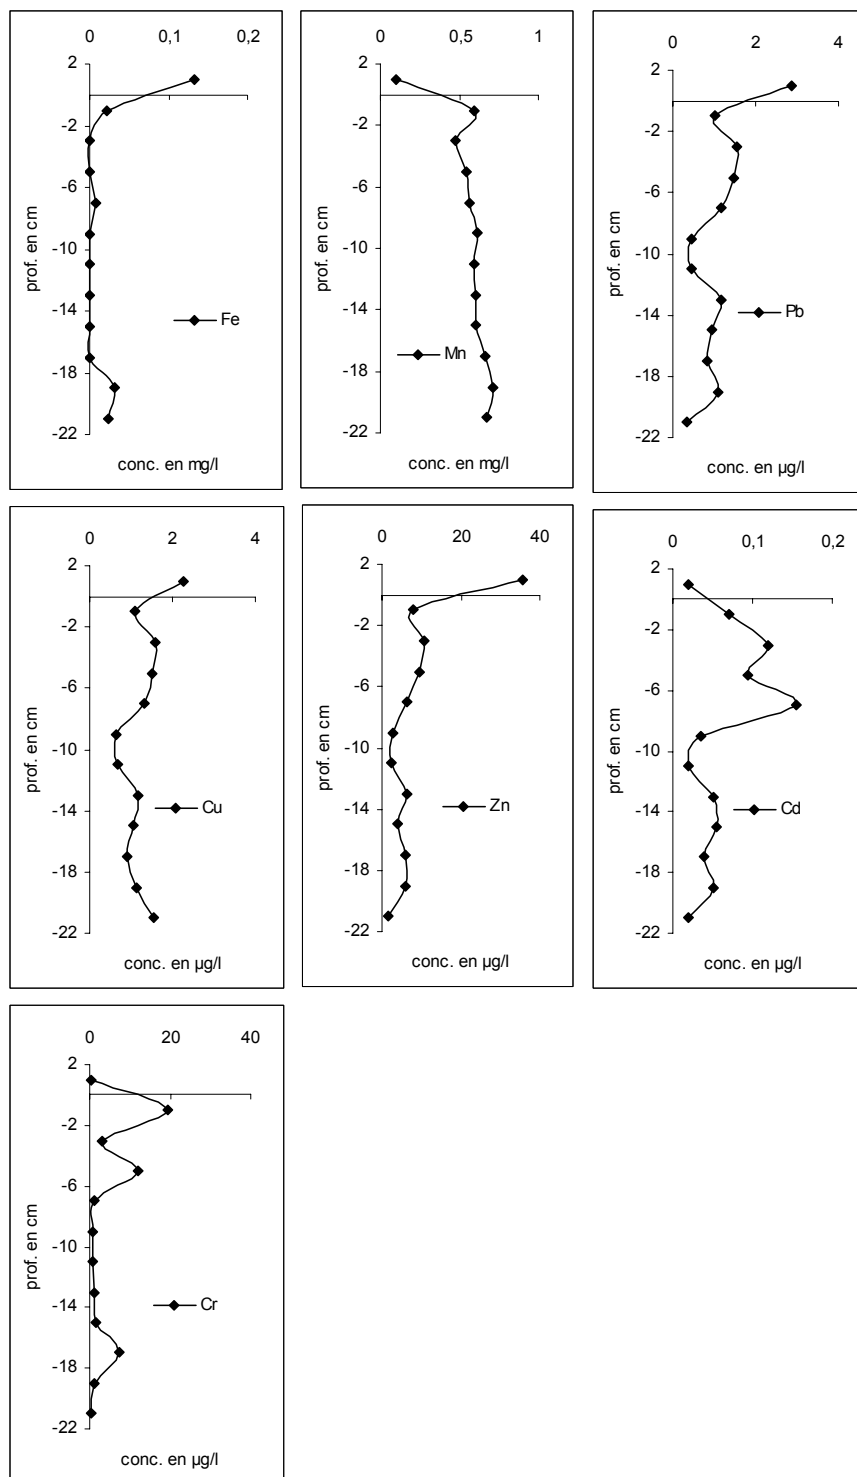 0 0,1 0,2
2
-2
-6
-10
-14
-18
-22
prof. en cm
Fe
conc. en mg/l
0 0,5 1
2
-2
-6
-10
-14
-18
-22
prof. en cm
Mn
conc. en mg/l
0 2 4
2
-2
-6
-10
-14
-18
-22
prof. en cm
Pb
conc. en µg/l
0 2 4
2
-2
-6
-10
-14
-18
-22
prof. en cm
Cu
conc. en µg/l
0 20 40
2
-2
-6
-10
-14
-18
-22
prof. en cm
Zn
conc. en µg/l
0 0,1 0,2
2
-2
-6
-10
-14
-18
-22
prof. en cm
Cd
conc. en µg/l
0 20 40
2
-2
-6
-10
-14
-18
-22
prof. en cm
Cr
conc. en µg/l